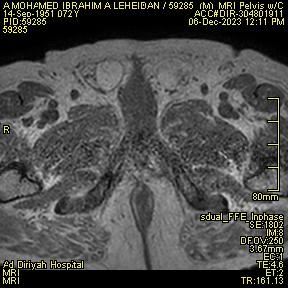 A MOHAMED IBRAHIM A LEHEIDAN / 59285 (M) MRI Pelvis w/C
14-Sep-1951 072Y ACC#DIR-304801911
PID:59285 06-Dec-2023 12:11 PM
59285
R
80mm
sdual_FFE_Inphase
SE:1802
IM:8
DFOV:250
3.67mm
EC:1
Ad Diriyah Hospital TE:4.6
MRI ET:2
MRI TR:161.13